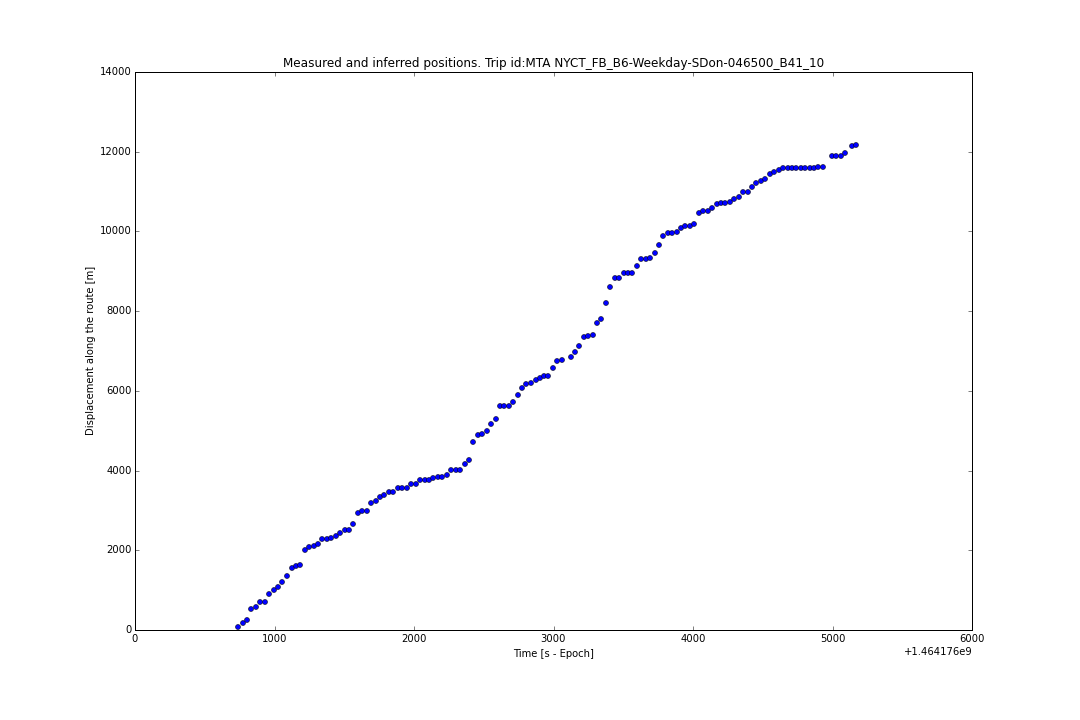 Measured and inferred positions. Trip id:MTA NYCT_FB_B6-Weekday-SDon-046500_B41_10
14000
12000
10000
8000
6000
4000
2000
0
Displacement along the route [m]
0 1000 2000 3000 4000 5000 6000
Time [s - Epoch]
+1.464176e9